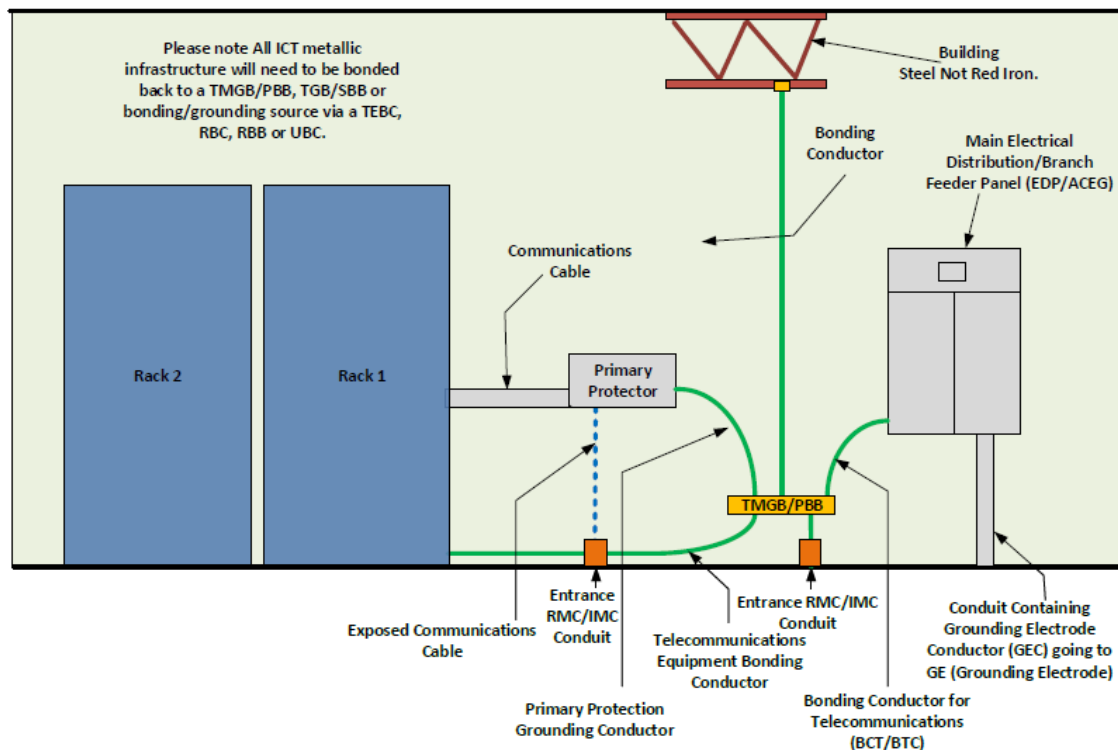 Please note All ICT metallic
infrastructure will need to be bonded
back to a TMGB/PBB, TGB/SBB or
bonding/grounding source via a TEBC,
RBC, RBB or UBC.
Building
Steel Not Red Iron.
Bonding
Conductor
Main Electrical
Distribution/Branch
Feeder Panel (EDP/ACEG)
Communications
Cable
Rack 2
Rack 1
Primary
Protector
TMGB/PBB
Entrance
RMC/IMC
Conduit
Entrance RMC/IMC
Conduit
Exposed Communications
Cable
Telecommunications
Equipment Bonding
Conductor
Conduit Containing
Grounding Electrode
Conductor (GEC) going to
GE (Grounding Electrode)
Primary Protection
Grounding Conductor
Bonding Conductor for
Telecommunications
(BCT/BTC)